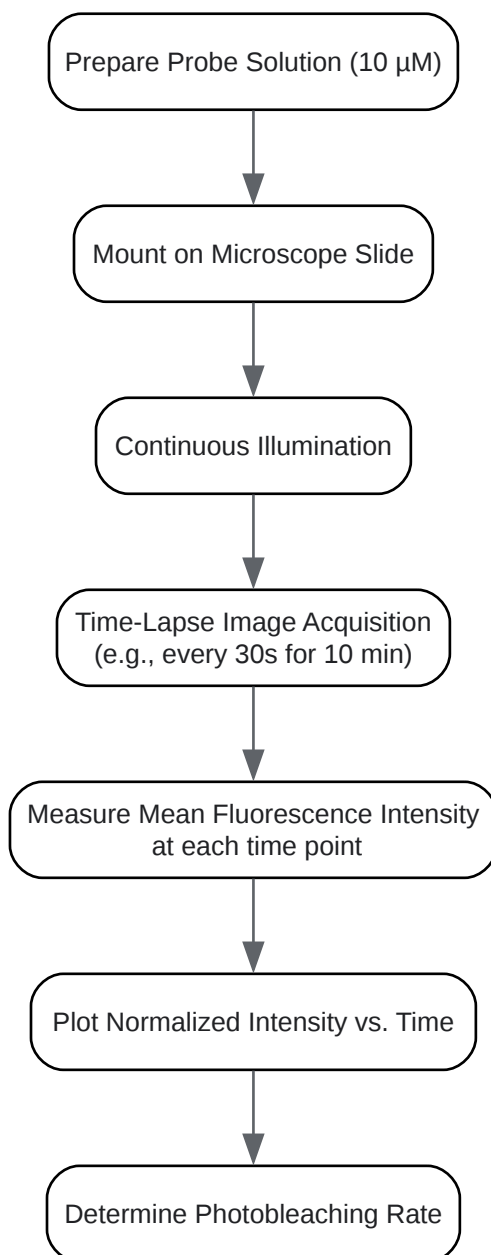 Prepare Probe Solution (10 µM)
Mount on Microscope Slide
Continuous Illumination
Time-Lapse Image Acquisition
(e.g., every 30s for 10 min)
Measure Mean Fluorescence Intensity
at each time point
Plot Normalized Intensity vs. Time
Determine Photobleaching Rate